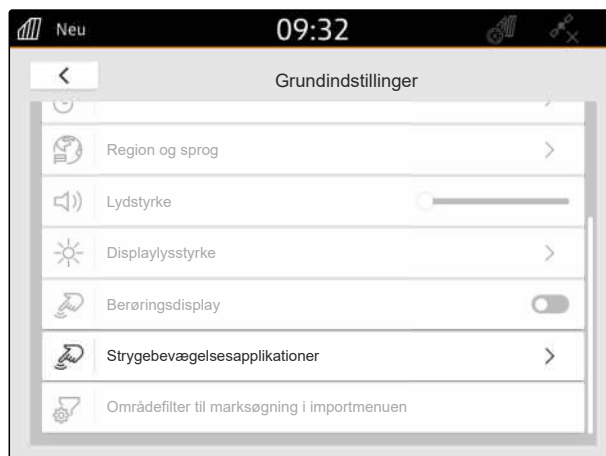 Neu
09:32
Grundindstillinger
Region og sprog
Lydstyrke
Displaylysstyrke
Berøringsdisplay
Strygebevægelsesapplikationer
Områdefilter til marksøgning i importmenuen